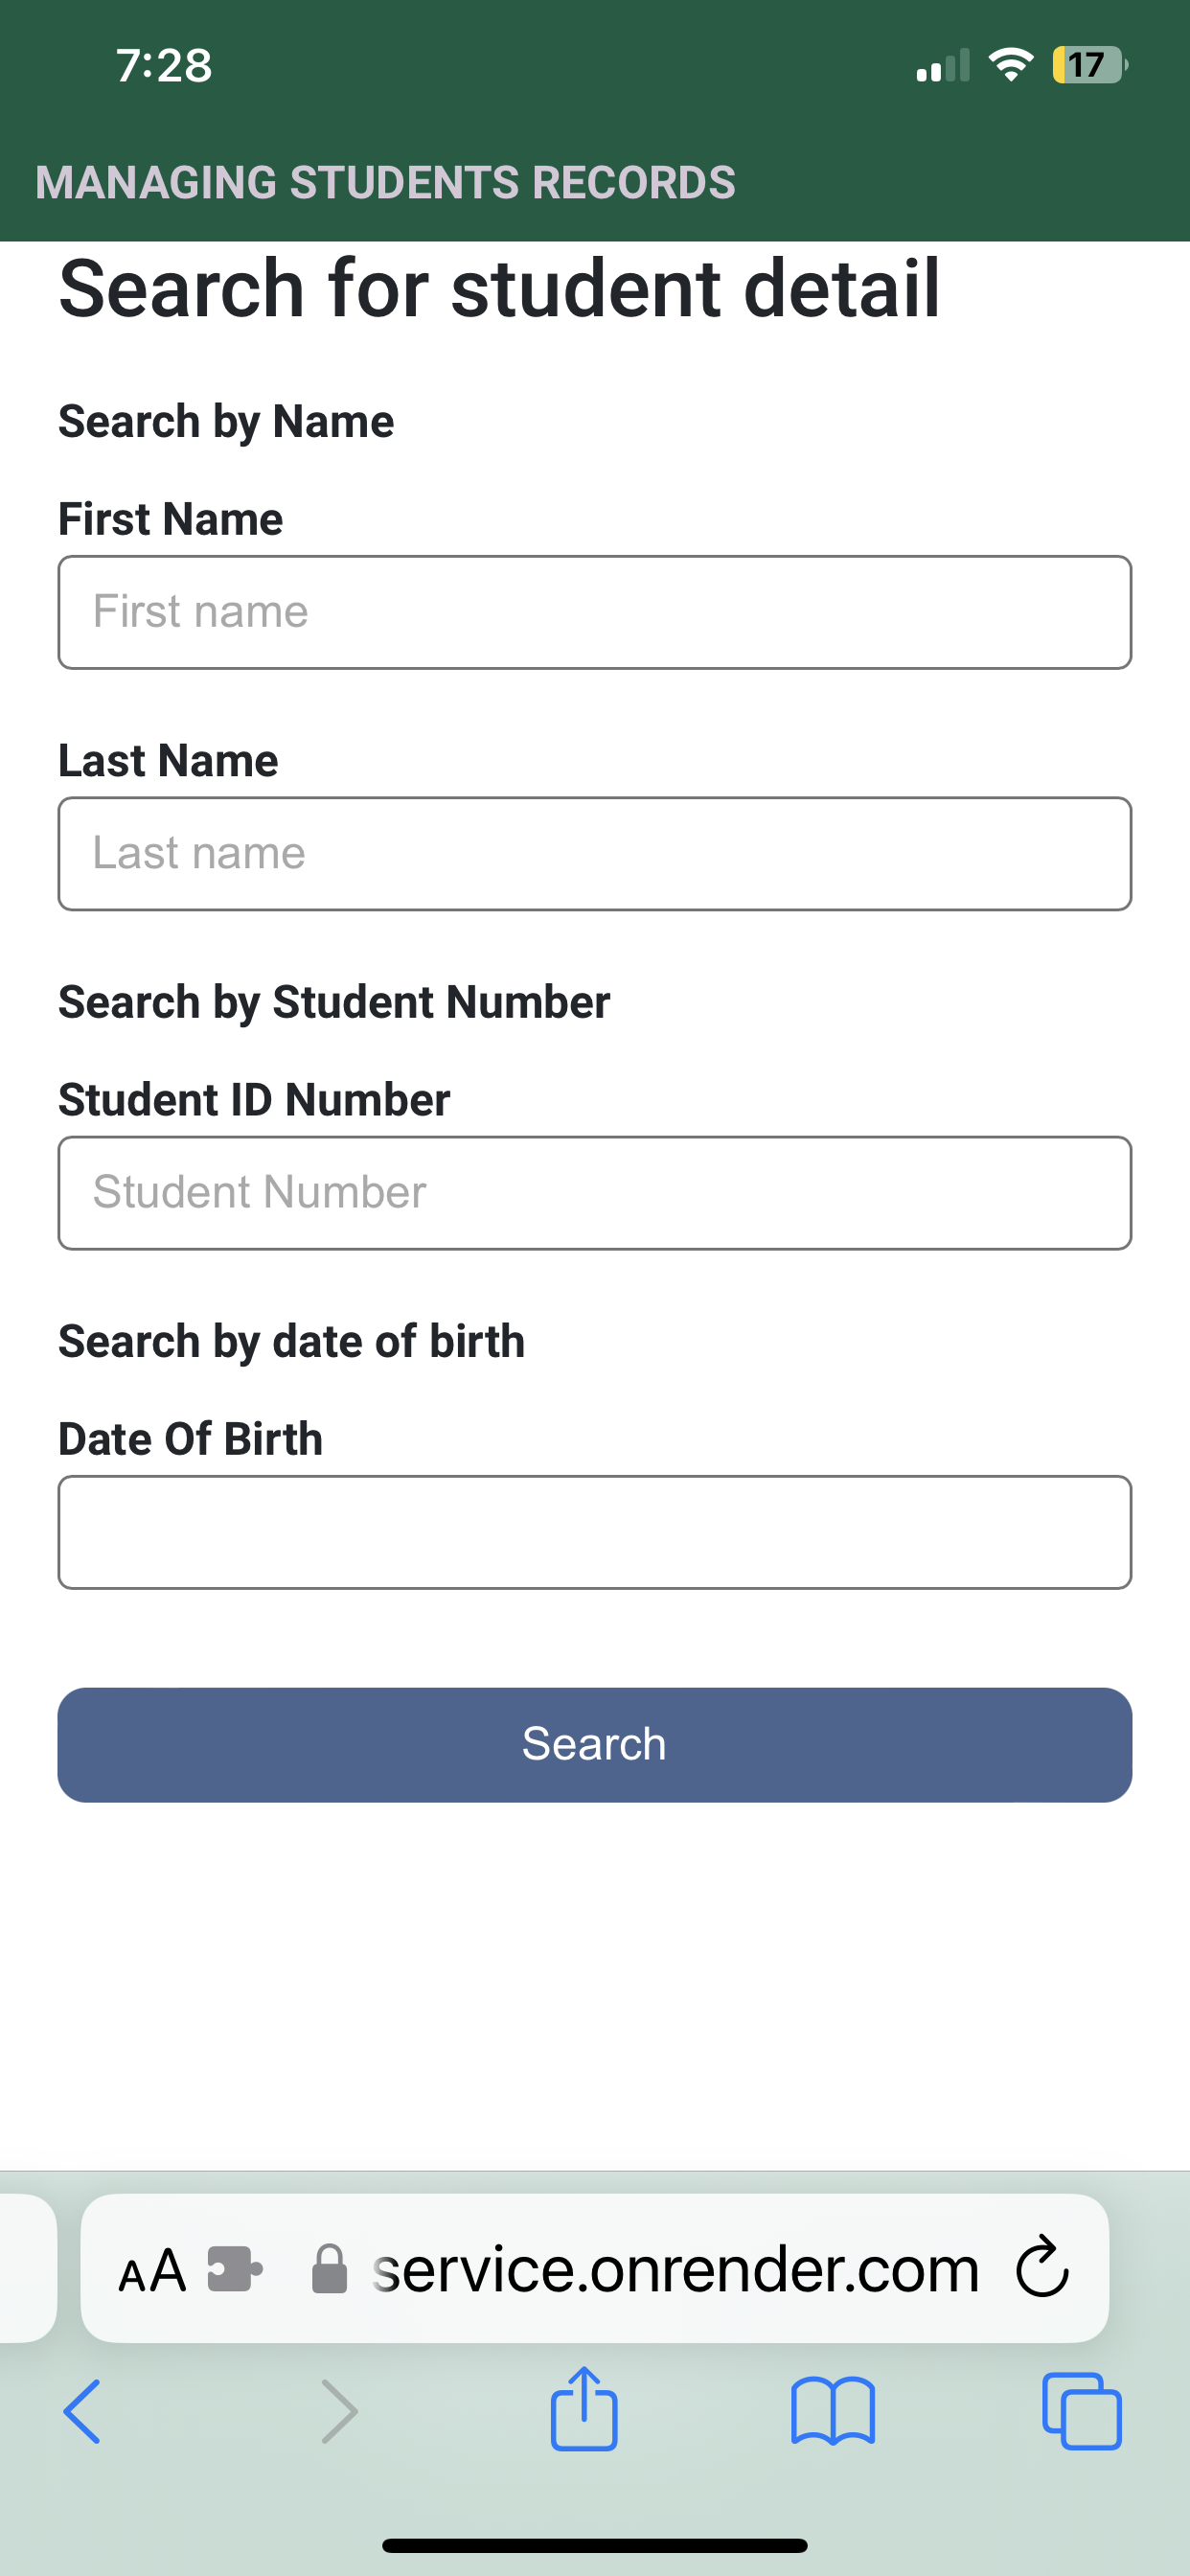 7:28
17
MANAGING STUDENTS RECORDS
Search for student detail
Search by Name
First Name
First name
Last Name
Last name
Search by Student Number
Student ID Number
Student Number
Search by date of birth
Date Of Birth
Search
AA service.onrender.com